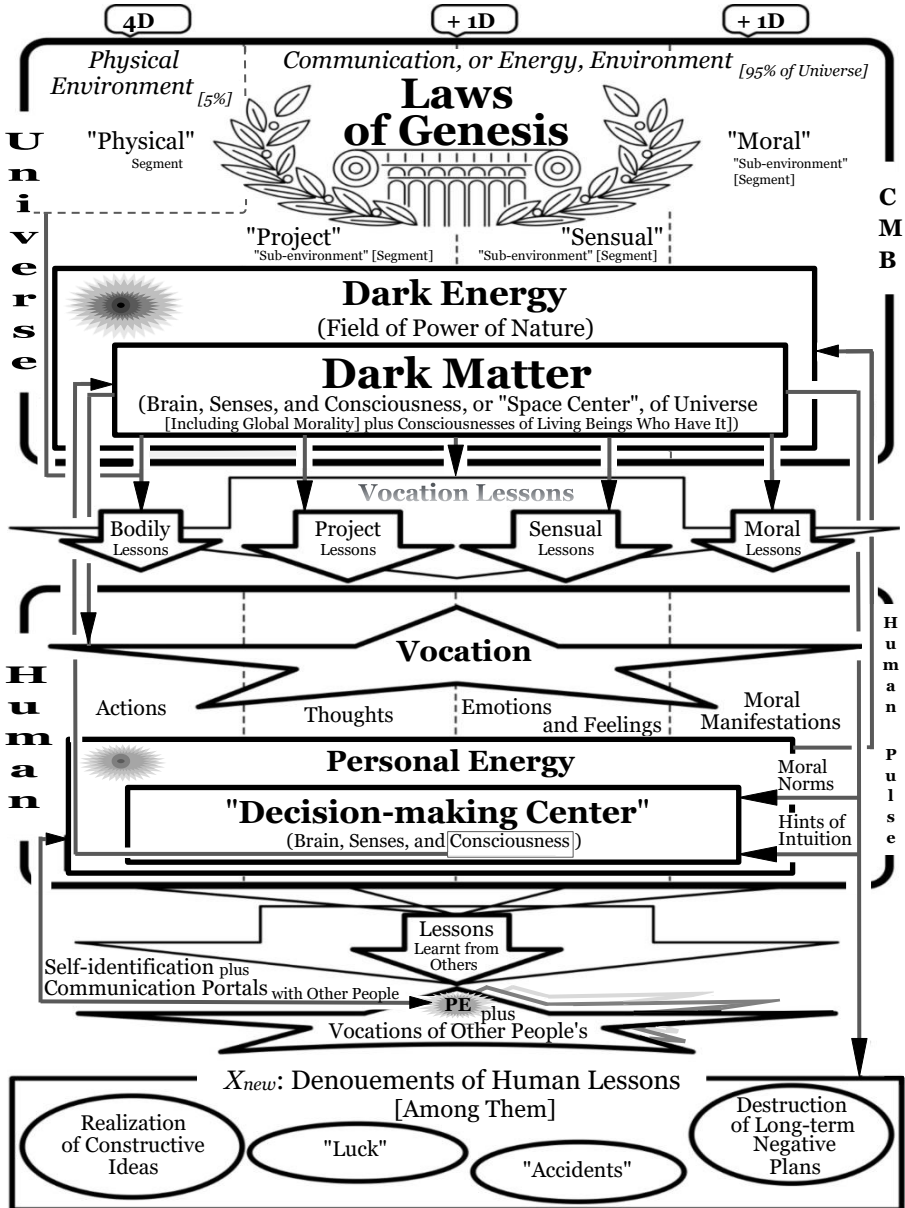 4D
+ 1D
+ 1D
Physical
Environment
[5%]
Communication, or Energy, Environment [95% of Universe]
Laws
of Genesis
"Physical"
Segment
"Moral"
"Sub-environment"
[Segment]
Universe
CMB
"Project"
"Sub-environment" [Segment]
"Sensual"
"Sub-environment" [Segment]
Dark Energy
(Field of Power of Nature)
Dark Matter
(Brain, Senses, and Consciousness, or "Space Center", of Universe
[Including Global Morality] plus Consciousnesses of Living Beings Who Have It])
Vocation Lessons
Bodily
Lessons
Project
Lessons
Sensual
Lessons
Moral
Lessons
Human
Human Pulse
Vocation
Actions
Thoughts
Emotions
and Feelings
Moral
Manifestations
Personal Energy
"Decision-making Center"
(Brain, Senses, and Consciousness)
Moral
Norms
Hints of
Intuition
Lessons
Learnt from
Others
Self-identification plus
Communication Portals with Other People
PE
plus
Vocations of Other People's
Xnew: Denouements of Human Lessons
[Among Them]
Realization
of Constructive
Ideas
"Luck"
"Accidents"
Destruction
of Long-term
Negative
Plans